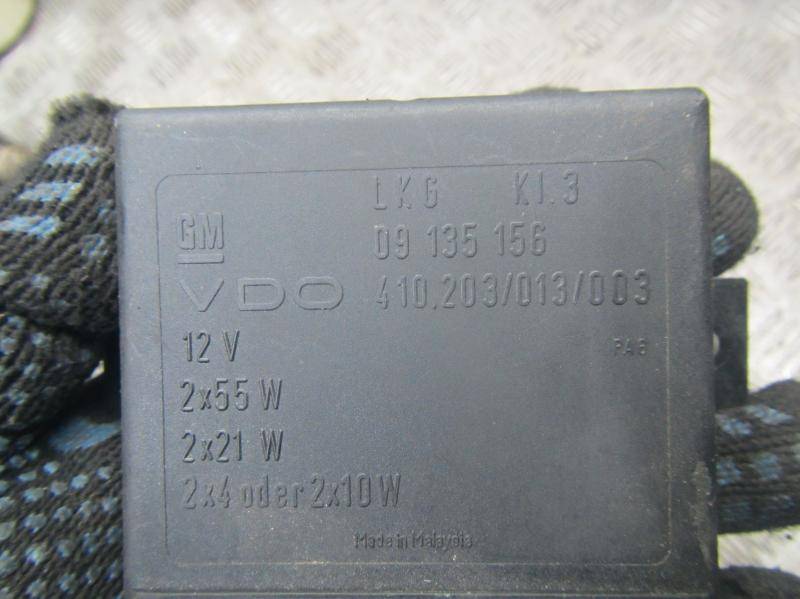 LKG KI.3
GM 09 135 156
VDO 410.203/013/003
12 V PA6
2x55 W
2x21 W
2x4 oder 2x10W
Made in Malaysia